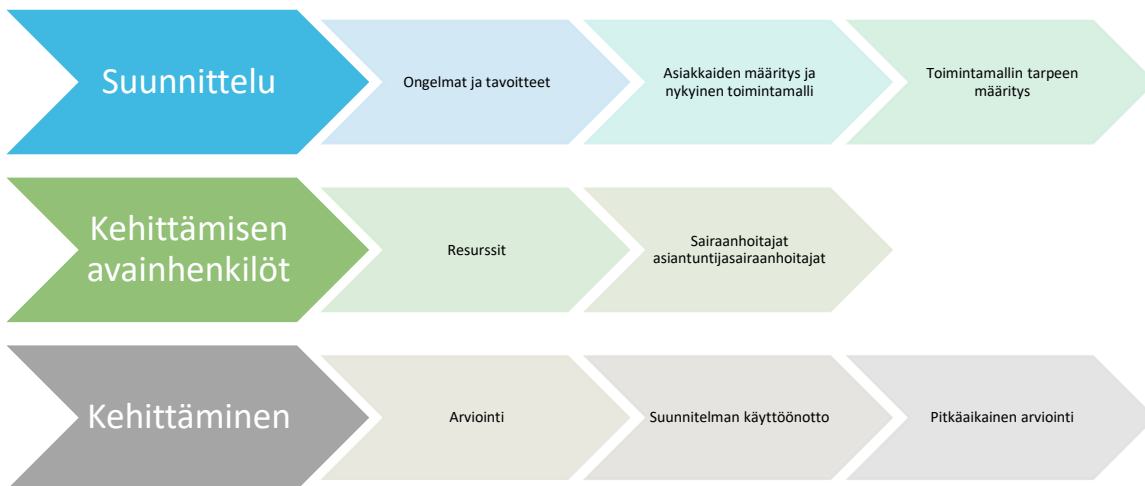 Suunnittelu
Ongelmat ja tavoitteet
Asiakkaiden määritys ja
nykyinen toimintamalli
Toimintamallin tarpeen
määritys
Kehittämisen
avainhenkilöt
Resurssit
Sairaanhoitajat
asiantuntijasairaanhoitajat
Kehittäminen
Arviointi
Suunnitelman käyttöönotto
Pitkäaikainen arviointi